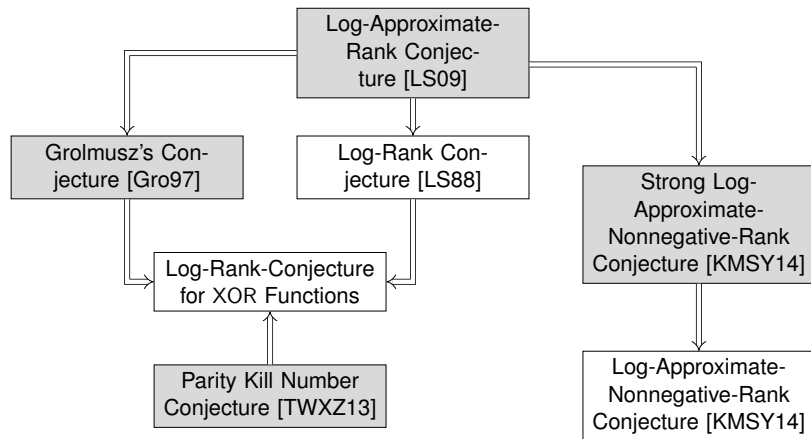 Log-Approximate-
Rank Conjec-
ture [LS09]
Grolmusz's Con-
jecture [Gro97]
Log-Rank Con-
jecture [LS88]
Strong Log-
Approximate-
Nonnegative-Rank
Conjecture [KMSY14]
Log-Rank-Conjecture
for XOR Functions
Parity Kill Number
Conjecture [TWXZ13]
Log-Approximate-
Nonnegative-Rank
Conjecture [KMSY14]